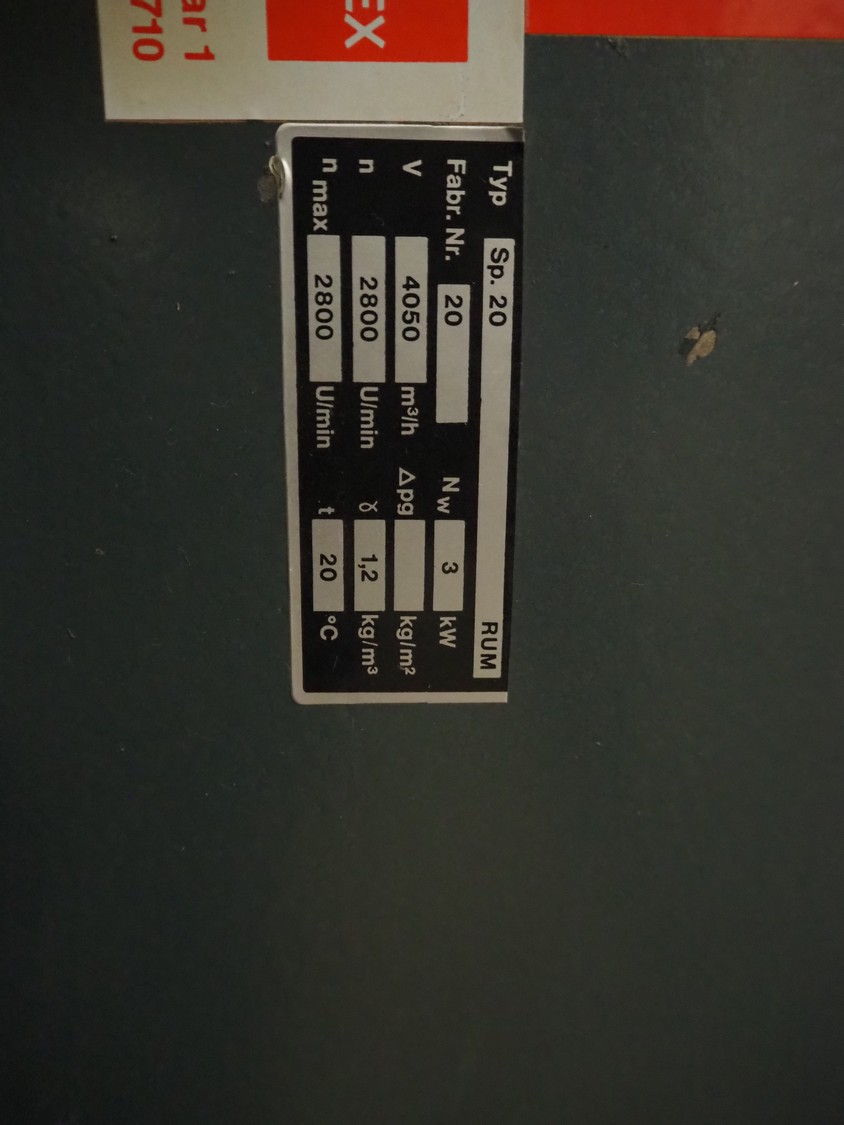 EX
ar 1
710
Typ Sp. 20 RUM
Fabr. Nr. 20 Nw 3 kW
V 4050 m³/h Δpg kg/m²
n 2800 U/min γ 1,2 kg/m³
n max 2800 U/min t 20 °C